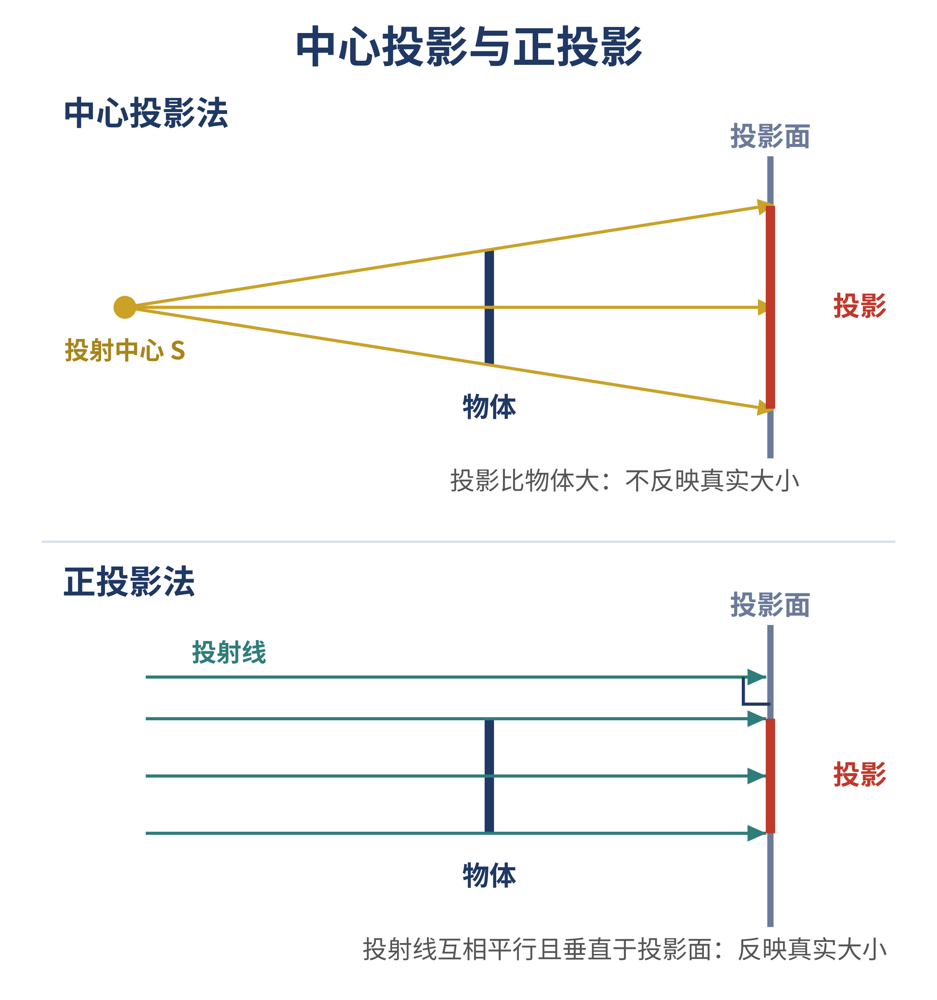 中心投影与正投影
中心投影法
投影面
投影
投射中心 S
物体
投影比物体大：不反映真实大小
正投影法
投影面
投射线
投影
物体
投射线互相平行且垂直于投影面：反映真实大小